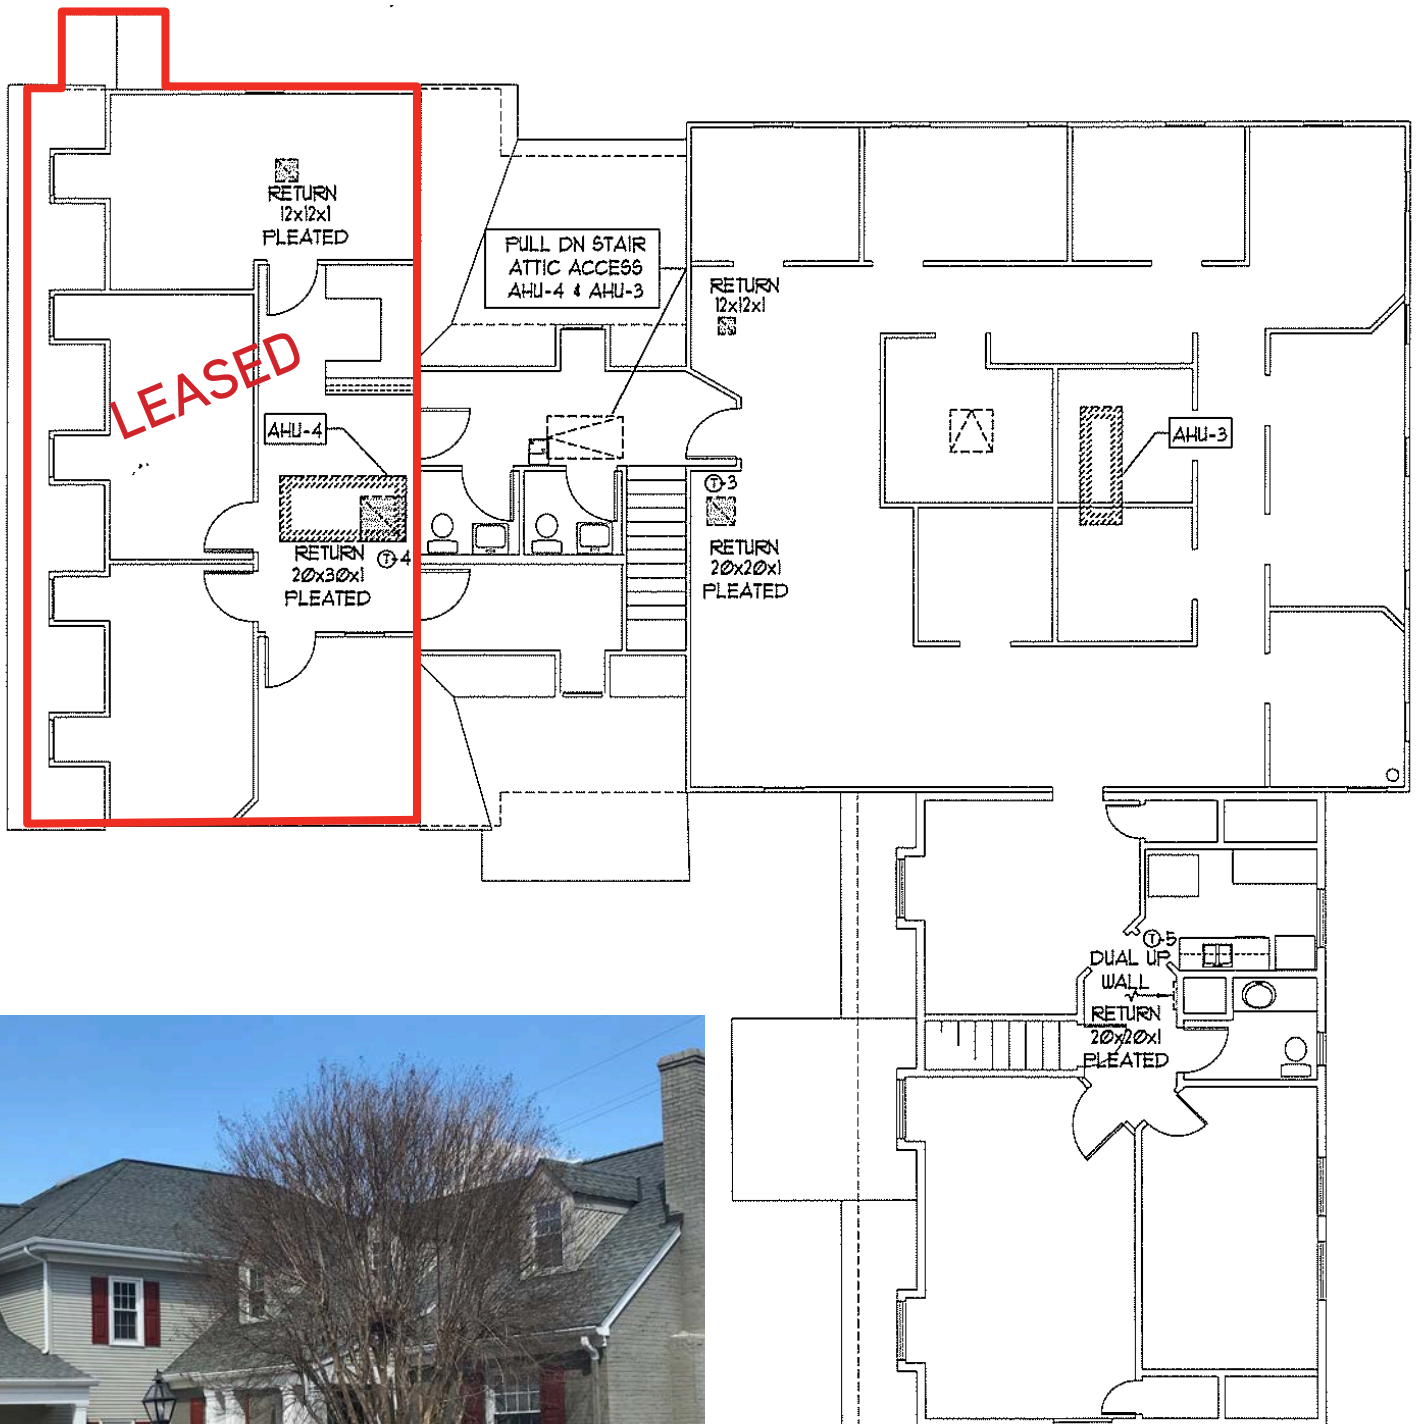 RETURN
12x12x1
PLEATED
PULL DN STAIR
ATTIC ACCESS
AHU-4 & AHU-3
RETURN
12x12x1
LEASED
AHU-4
AHU-3
T-3
RETURN
20x30x1
PLEATED
T-4
RETURN
20x20x1
PLEATED
T-5
DUAL UP
WALL
RETURN
20x20x1
PLEATED